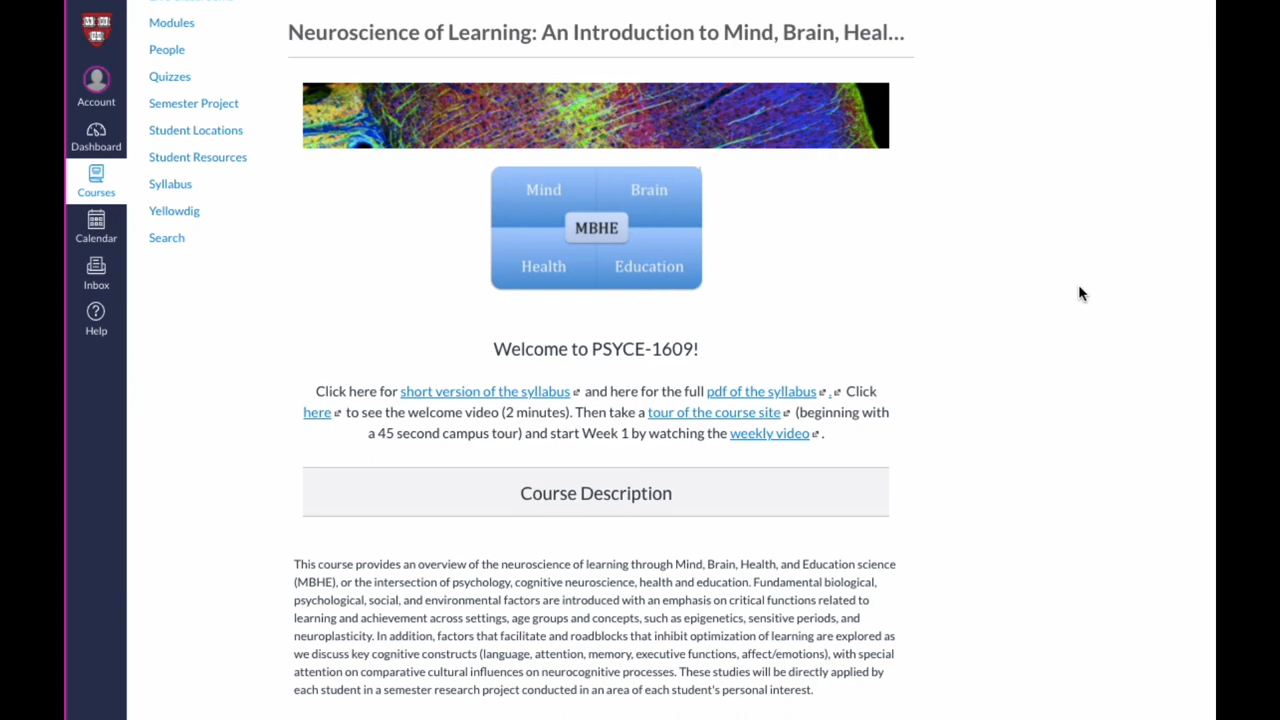 Modules
People
Quizzes
Semester Project
Student Locations
Student Resources
Syllabus
Yellowdig
Search
Account
Dashboard
Courses
Calendar
Inbox
Help
Neuroscience of Learning: An Introduction to Mind, Brain, Heal...
Mind Brain
MBHE
Health Education
Welcome to PSYCE-1609!
Click here for short version of the syllabus and here for the full pdf of the syllabus . Click
here to see the welcome video (2 minutes). Then take a tour of the course site (beginning with
a 45 second campus tour) and start Week 1 by watching the weekly video .
Course Description
This course provides an overview of the neuroscience of learning through Mind, Brain, Health, and Education science
(MBHE), or the intersection of psychology, cognitive neuroscience, health and education. Fundamental biological,
psychological, social, and environmental factors are introduced with an emphasis on critical functions related to
learning and achievement across settings, age groups and concepts, such as epigenetics, sensitive periods, and
neuroplasticity. In addition, factors that facilitate and roadblocks that inhibit optimization of learning are explored as
we discuss key cognitive constructs (language, attention, memory, executive functions, affect/emotions), with special
attention on comparative cultural influences on neurocognitive processes. These studies will be directly applied by
each student in a semester research project conducted in an area of each student's personal interest.